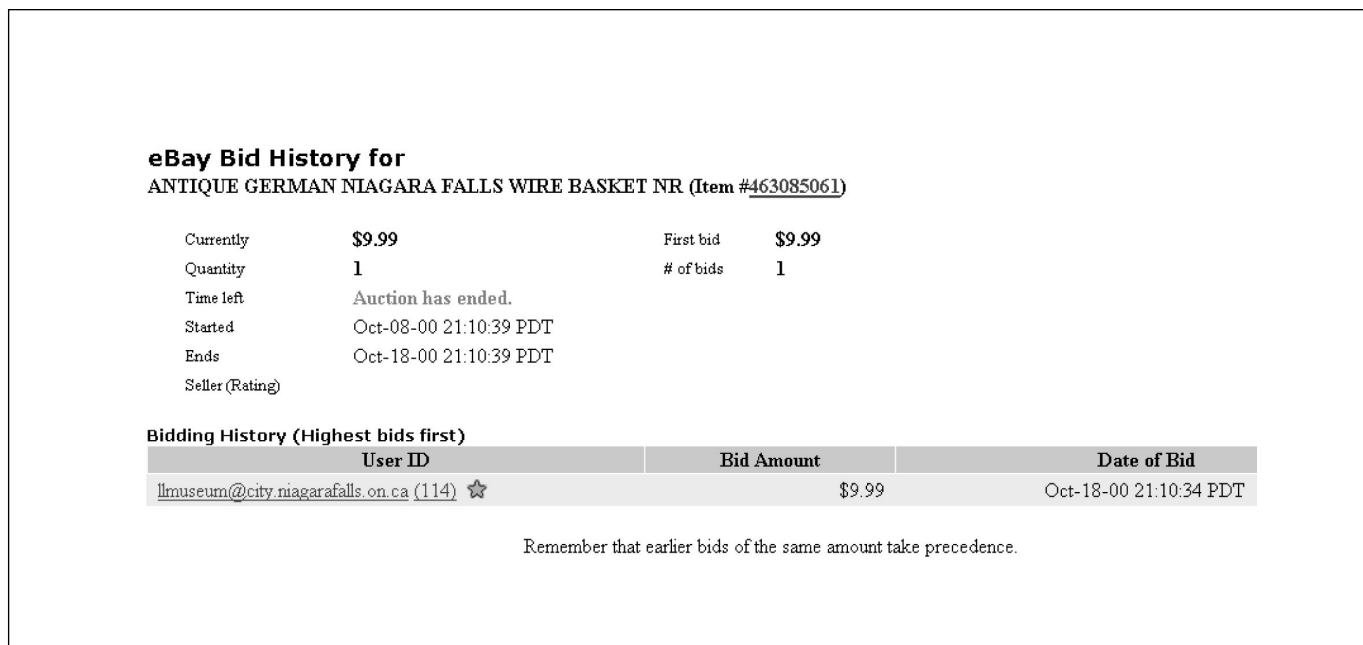 eBay Bid History for
ANTIQUE GERMAN NIAGARA FALLS WIRE BASKET NR (Item #463085061)
Currently $9.99 First bid $9.99
Quantity 1 # of bids 1
Time left Auction has ended.
Started Oct-08-00 21:10:39 PDT
Ends Oct-18-00 21:10:39 PDT
Seller (Rating)
Bidding History (Highest bids first)
User ID Bid Amount Date of Bid
llmuseum@city.niagarafalls.on.ca (114) $9.99 Oct-18-00 21:10:34 PDT
Remember that earlier bids of the same amount take precedence.